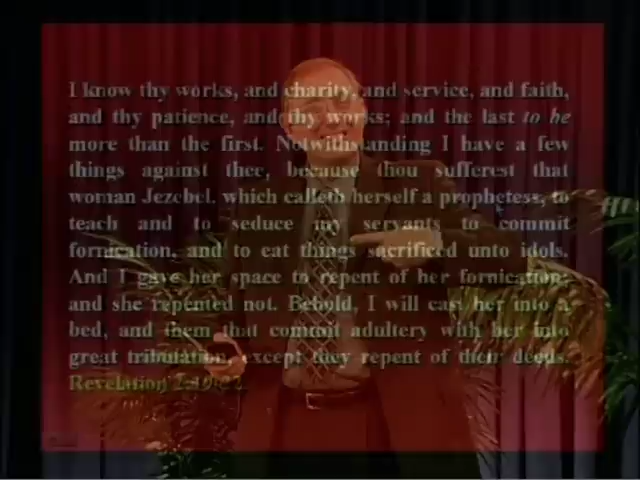 I know thy works, and charity, and service, and faith,
and thy patience, and thy works; and the last to be
more than the first. Notwithstanding I have a few
things against thee, because thou sufferest that
woman Jezebel, which calleth herself a prophetess, to
teach and to seduce my servants to commit
fornication, and to eat things sacrificed unto idols.
And I gave her space to repent of her fornication;
and she repented not. Behold, I will cast her into a
bed, and them that commit adultery with her into
great tribulation, except they repent of their deeds.
Revelation 2:19-22